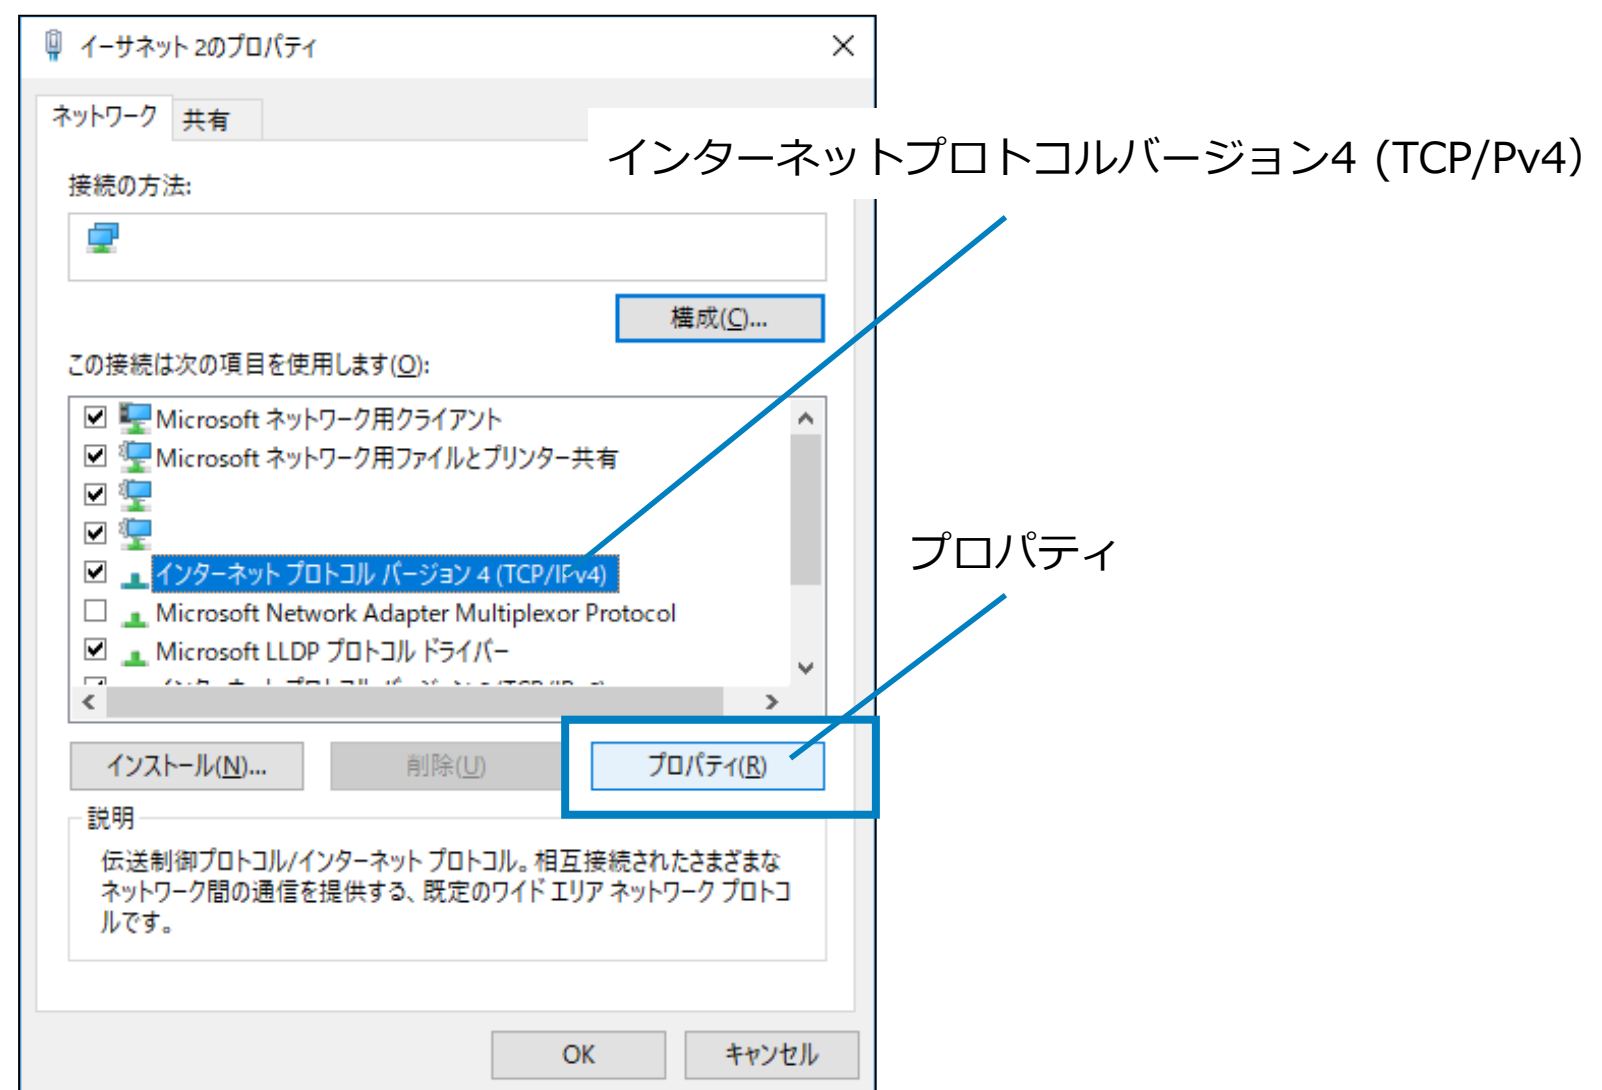 イーサネット 2のプロパティ
ネットワーク 共有
インターネットプロトコルバージョン4 (TCP/Pv4)
接続の方法:
構成(C)...
この接続は次の項目を使用します(O):
Microsoft ネットワーク用クライアント
Microsoft ネットワーク用ファイルとプリンター共有
プロパティ
インターネット プロトコル バージョン 4 (TCP/IPv4)
Microsoft Network Adapter Multiplexor Protocol
Microsoft LLDP プロトコル ドライバー
インストール(N)... 削除(U) プロパティ(R)
説明
伝送制御プロトコル/インターネット プロトコル。相互接続されたさまざまな
ネットワーク間の通信を提供する、既定のワイド エリア ネットワーク プロトコ
ルです。
OK キャンセル